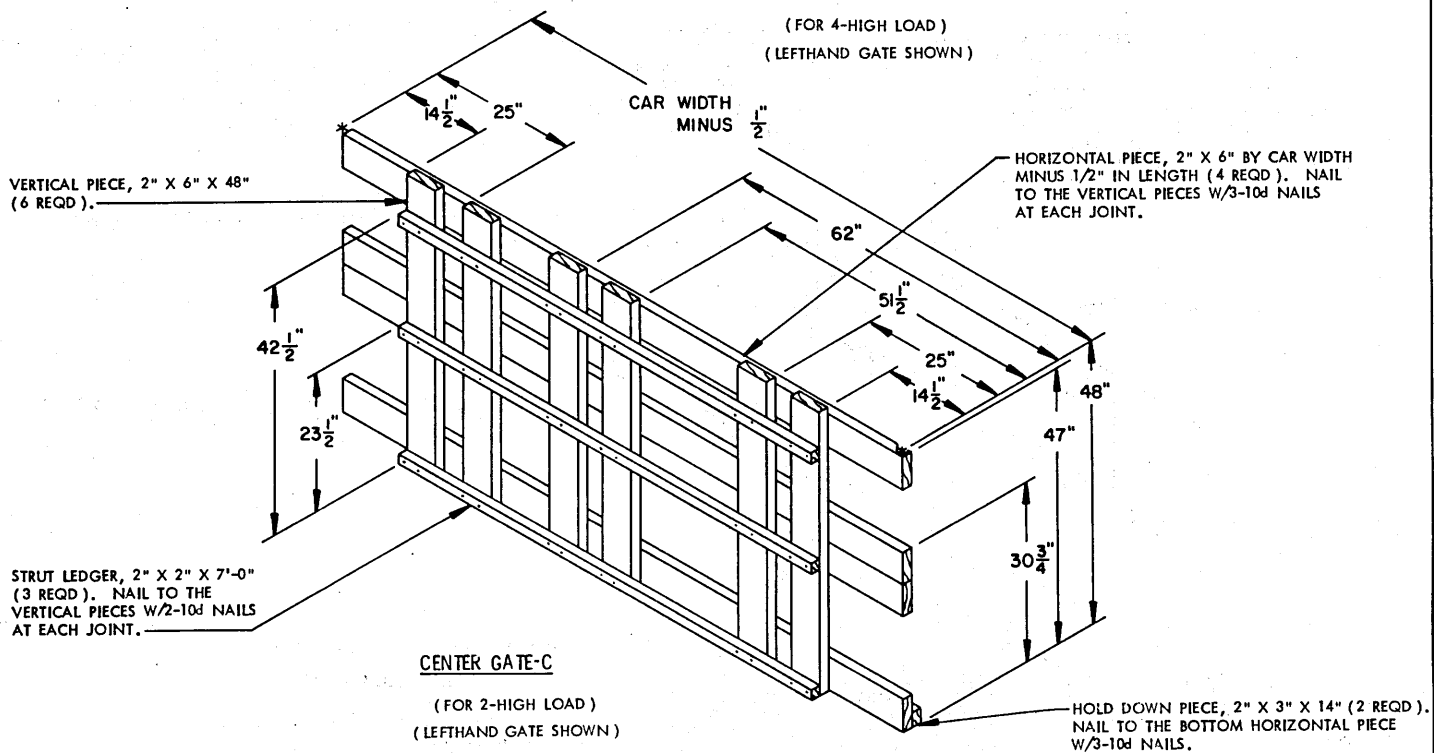 (FOR 4-HIGH LOAD)
(LEFTHAND GATE SHOWN)
CAR WIDTH
MINUS 1/2"
14 1/2"
25"
VERTICAL PIECE, 2" X 6" X 48"
(6 REQD).
HORIZONTAL PIECE, 2" X 6" BY CAR WIDTH
MINUS 1/2" IN LENGTH (4 REQD). NAIL
TO THE VERTICAL PIECES W/3-10d NAILS
AT EACH JOINT.
62"
51 1/2"
25"
14 1/2"
48"
47"
42 1/2"
23 1/2"
30 3/4"
STRUT LEDGER, 2" X 2" X 7'-0"
(3 REQD). NAIL TO THE
VERTICAL PIECES W/2-10d NAILS
AT EACH JOINT.
CENTER GATE-C
(FOR 2-HIGH LOAD)
(LEFTHAND GATE SHOWN)
HOLD DOWN PIECE, 2" X 3" X 14" (2 REQD).
NAIL TO THE BOTTOM HORIZONTAL PIECE
W/3-10d NAILS.